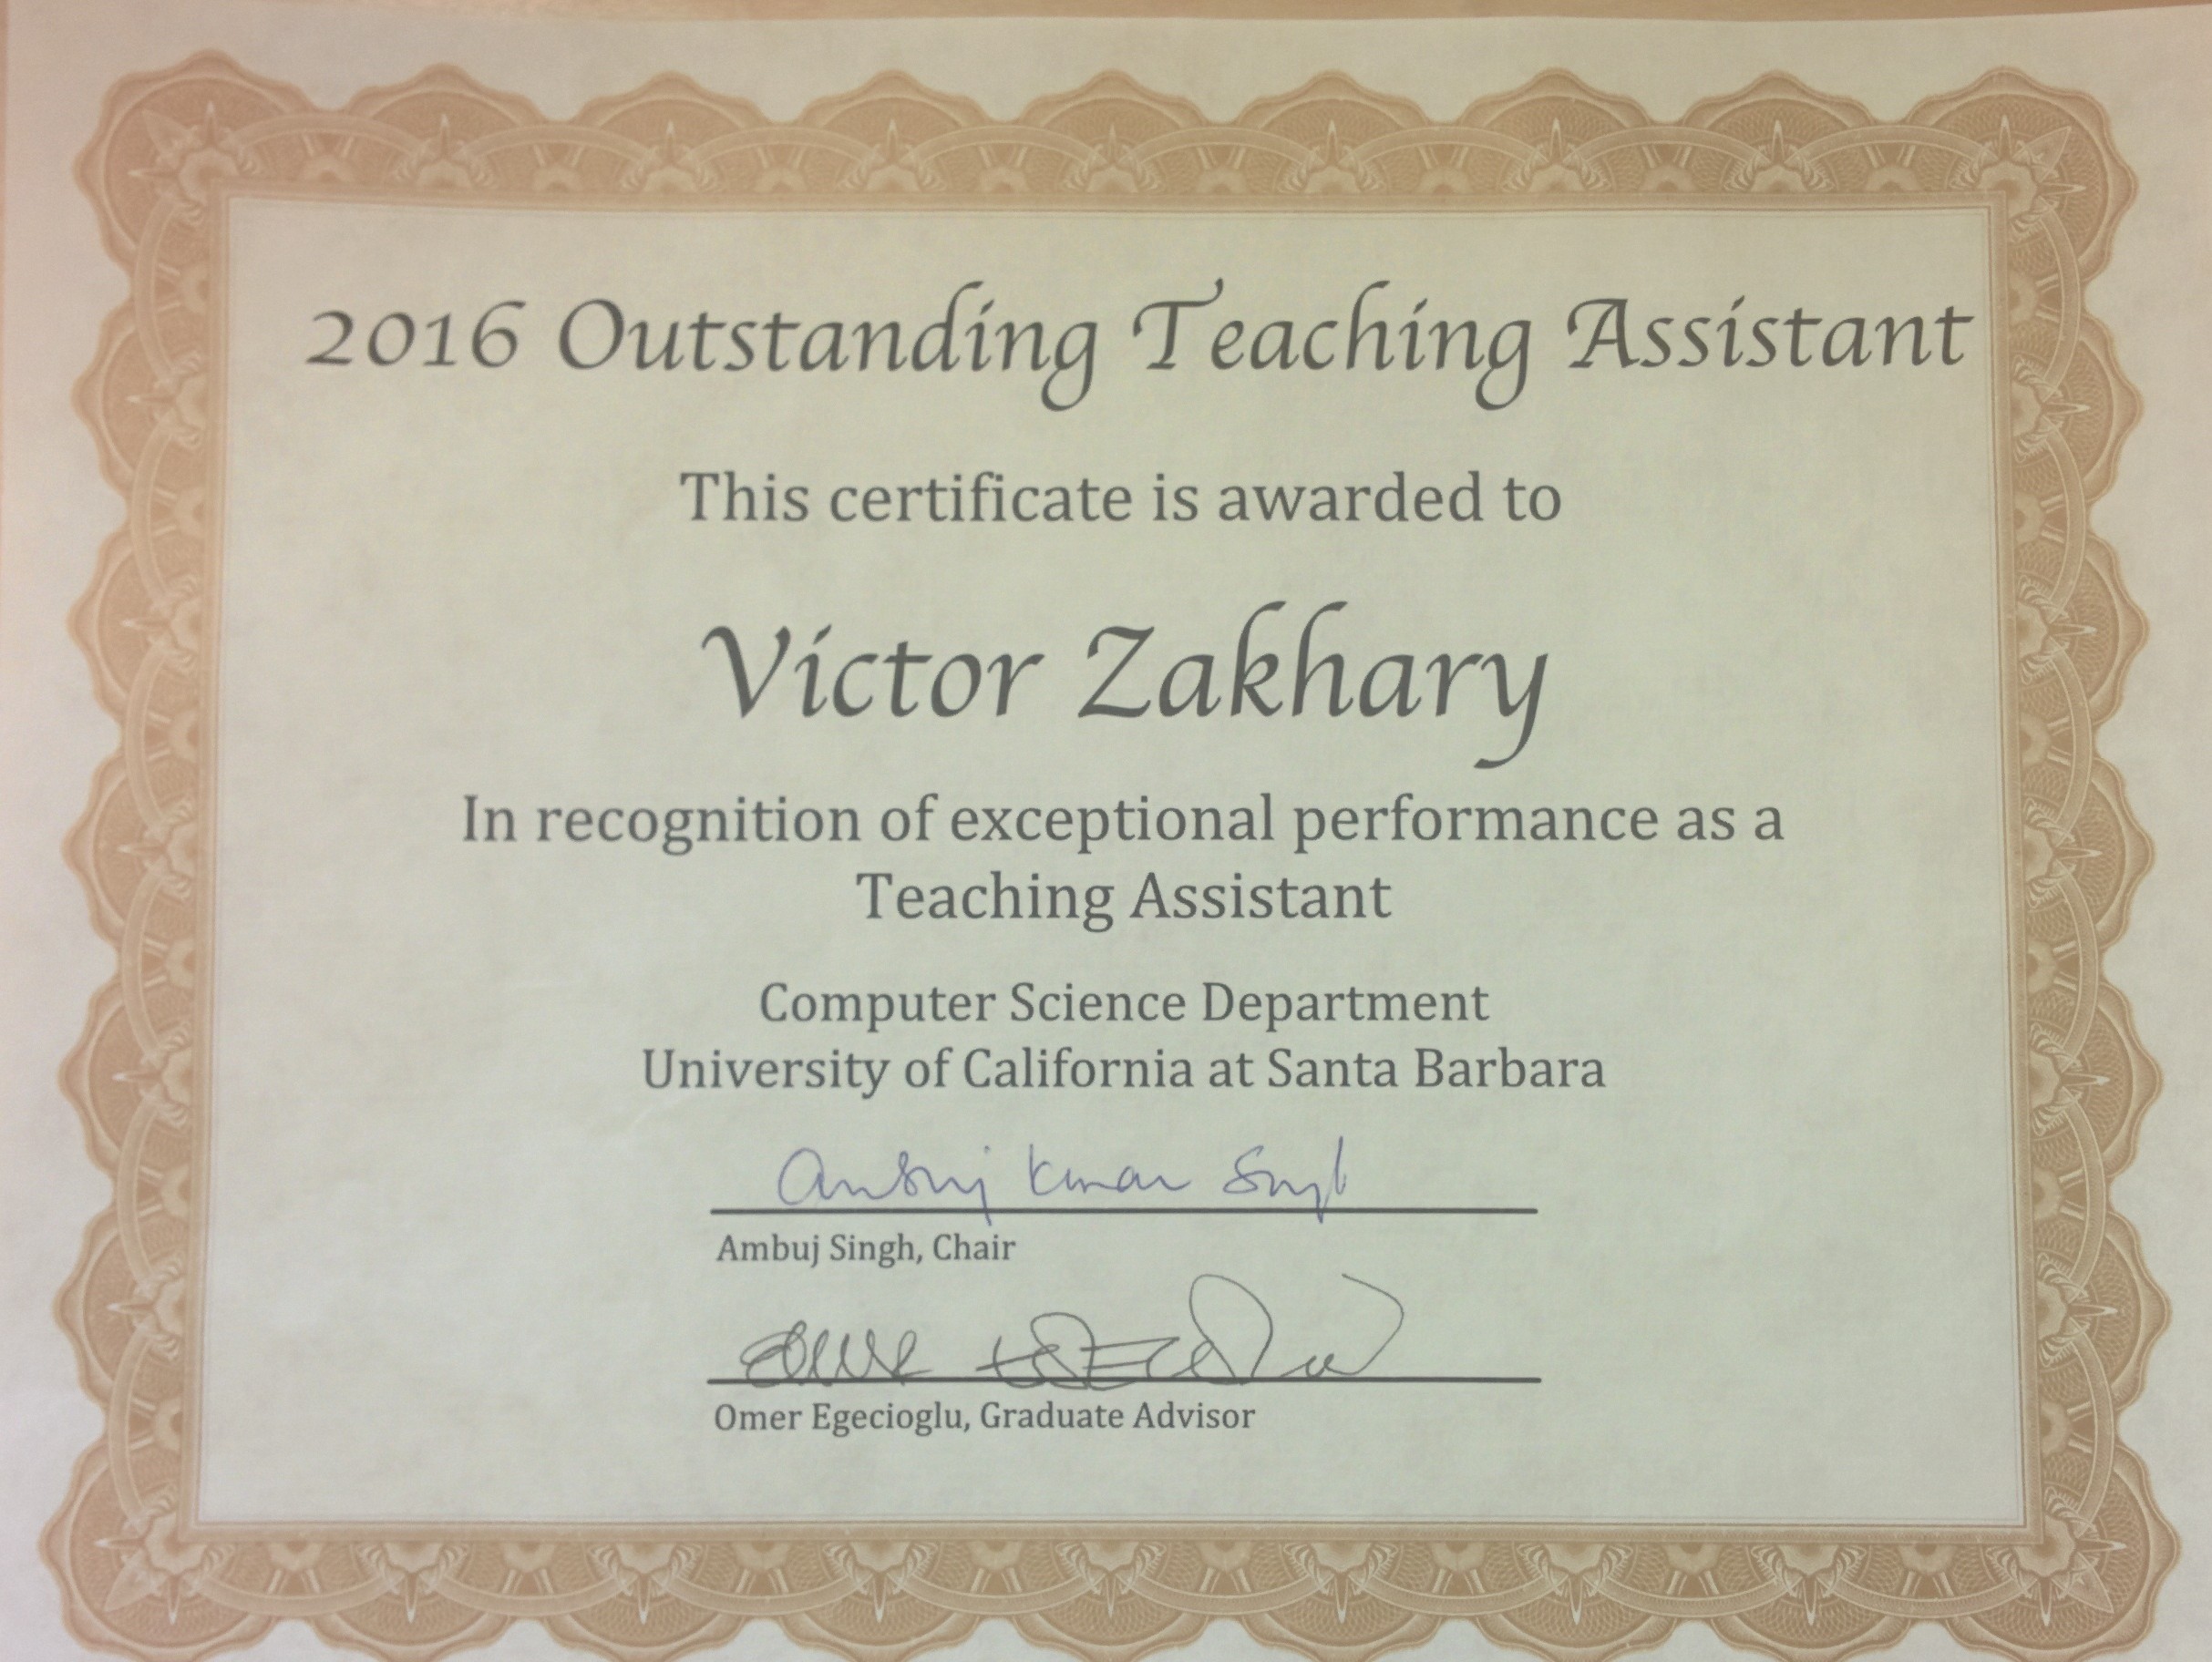 2016 Outstanding Teaching Assistant
This certificate is awarded to
Victor Zakhary
In recognition of exceptional performance as a
Teaching Assistant
Computer Science Department
University of California at Santa Barbara
Ambuj Kumar Singh
Ambuj Singh, Chair
Omer Egecioglu, Graduate Advisor